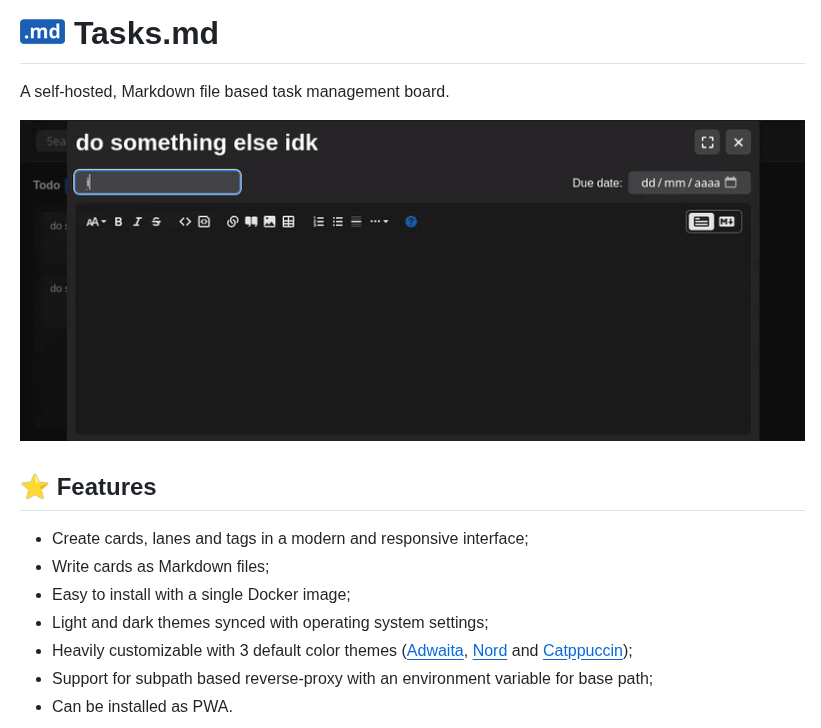 .md Tasks.md
A self-hosted, Markdown file based task management board.
Sea
do something else idk
Todo
Due date: dd/mm/aaaa
AA B I S
do s
do s
Features
Create cards, lanes and tags in a modern and responsive interface;
Write cards as Markdown files;
Easy to install with a single Docker image;
Light and dark themes synced with operating system settings;
Heavily customizable with 3 default color themes (Adwaita, Nord and Catppuccin);
Support for subpath based reverse-proxy with an environment variable for base path;
Can be installed as PWA.